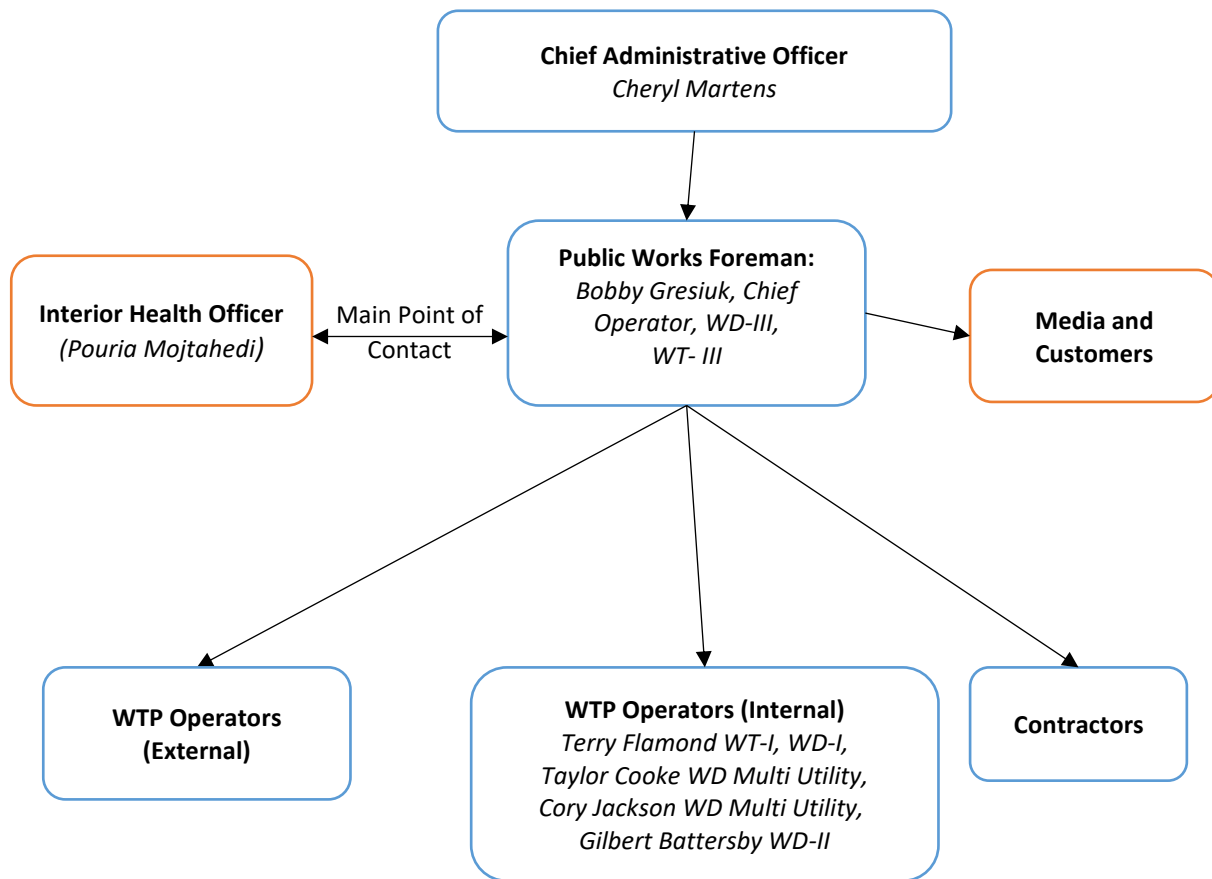 Chief Administrative Officer
Cheryl Martens
Public Works Foreman:
Bobby Gresiuk, Chief
Operator, WD-III,
WT- III
Interior Health Officer
(Pouria Mojtahedi)
Main Point of
Contact
Media and
Customers
WTP Operators
(External)
WTP Operators (Internal)
Terry Flamond WT-I, WD-I,
Taylor Cooke WD Multi Utility,
Cory Jackson WD Multi Utility,
Gilbert Battersby WD-II
Contractors